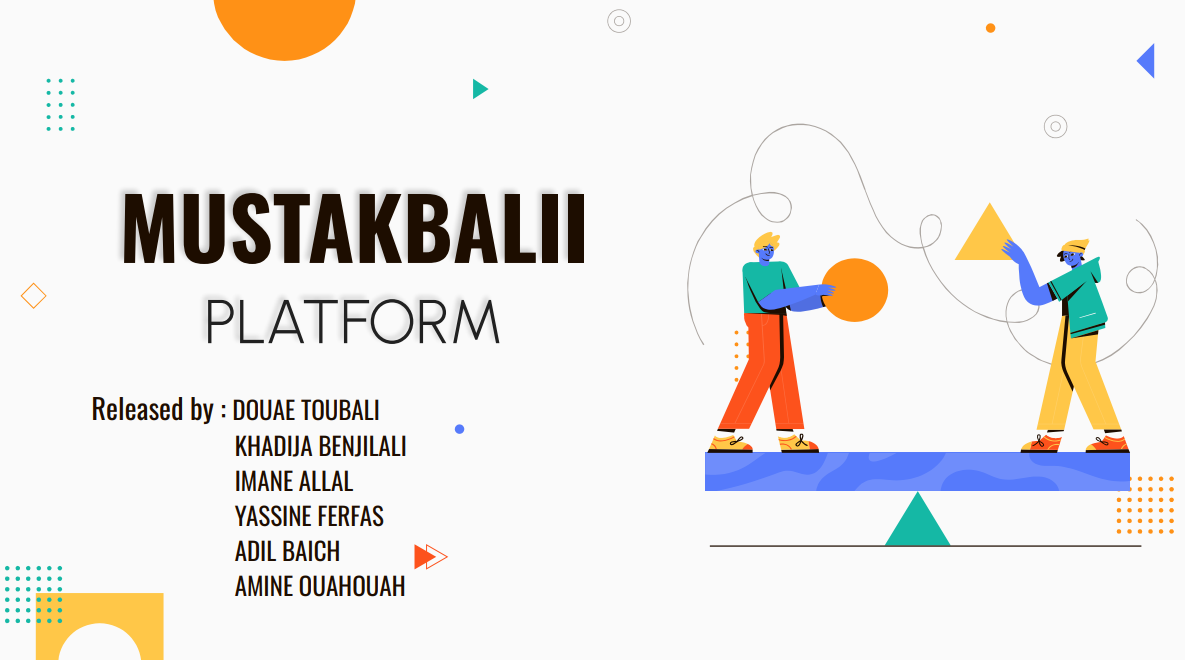 MUSTAKBALII
PLATFORM
Released by : DOUAE TOUBALI
KHADIJA BENJILALI
IMANE ALLAL
YASSINE FERFAS
ADIL BAICH
AMINE OUAHOUAH